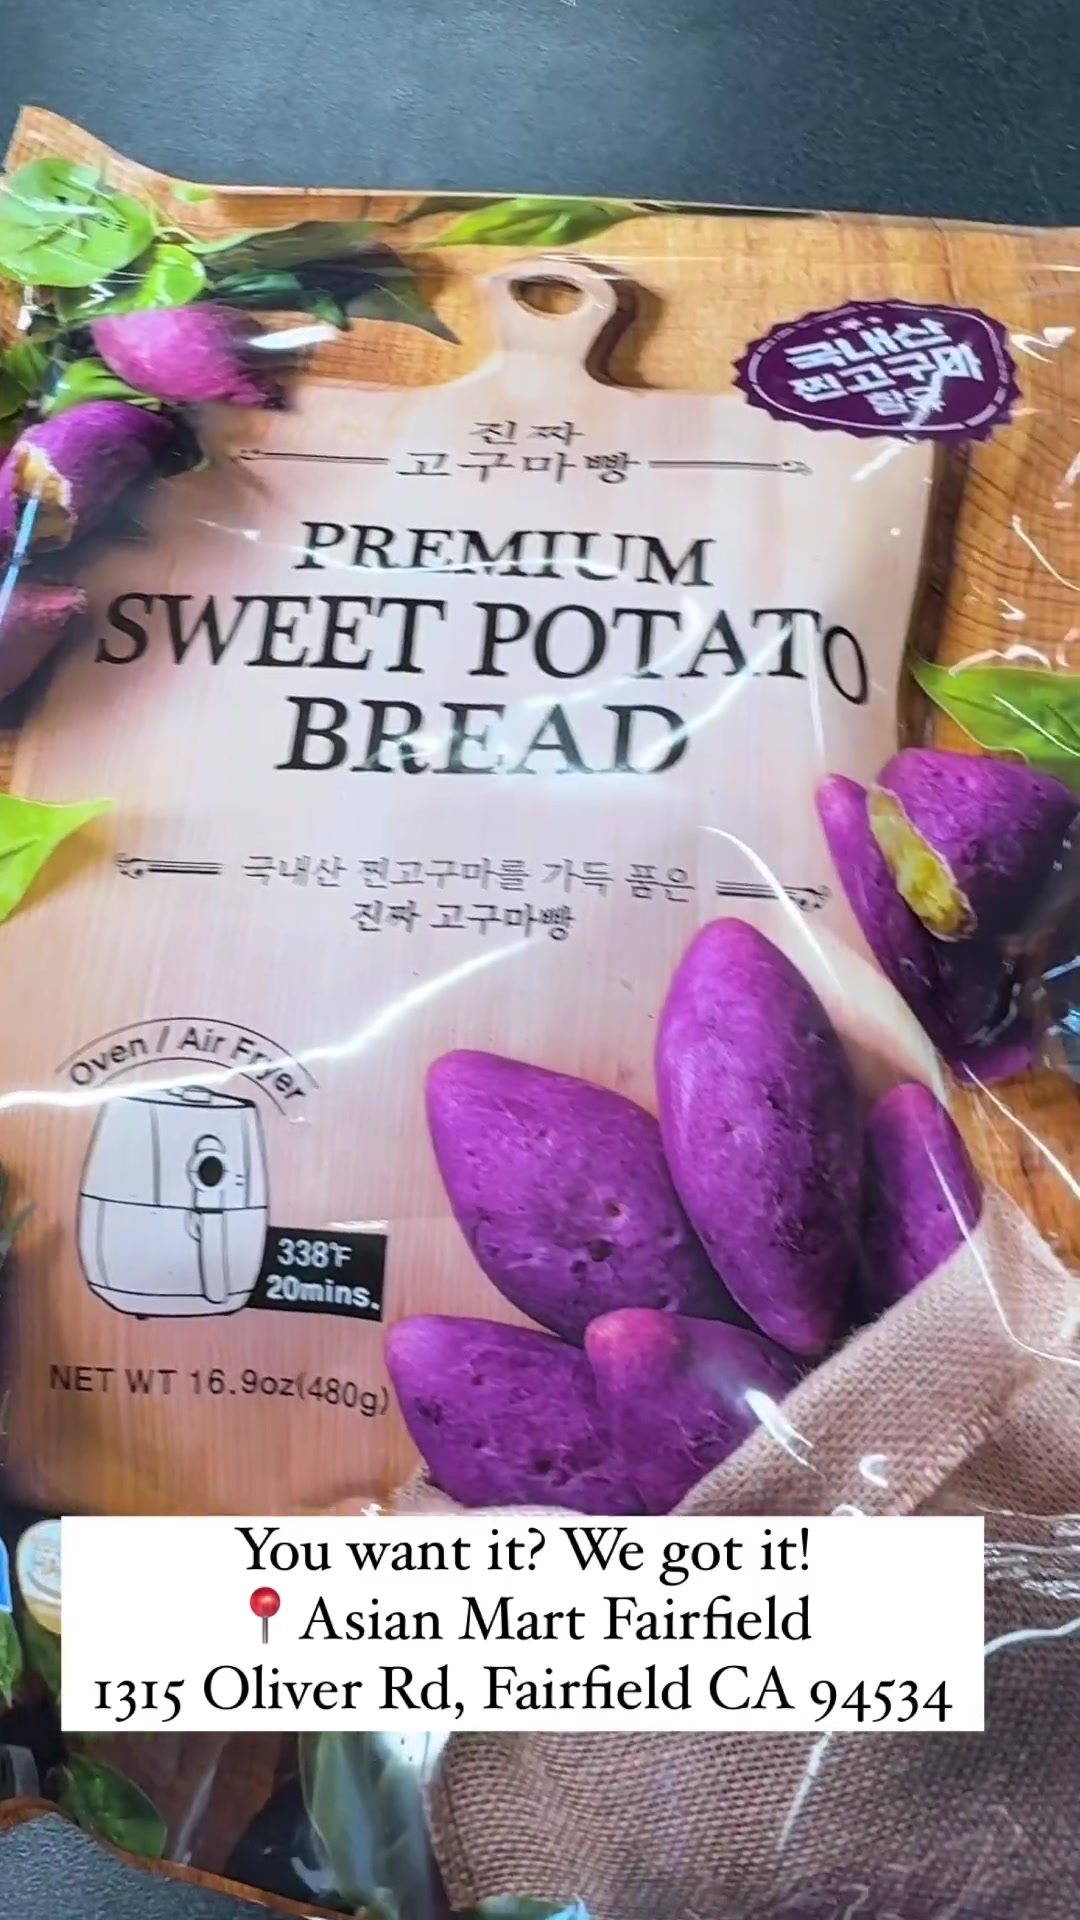 국내산
찐고구마
진짜
고구마빵
PREMIUM
SWEET POTATO
BREAD
국내산 찐고구마를 가득 품은
진짜 고구마빵
Oven / Air Fryer
338°F
20mins.
NET WT 16.9oz(480g)
You want it? We got it!
📍Asian Mart Fairfield
1315 Oliver Rd, Fairfield CA 94534